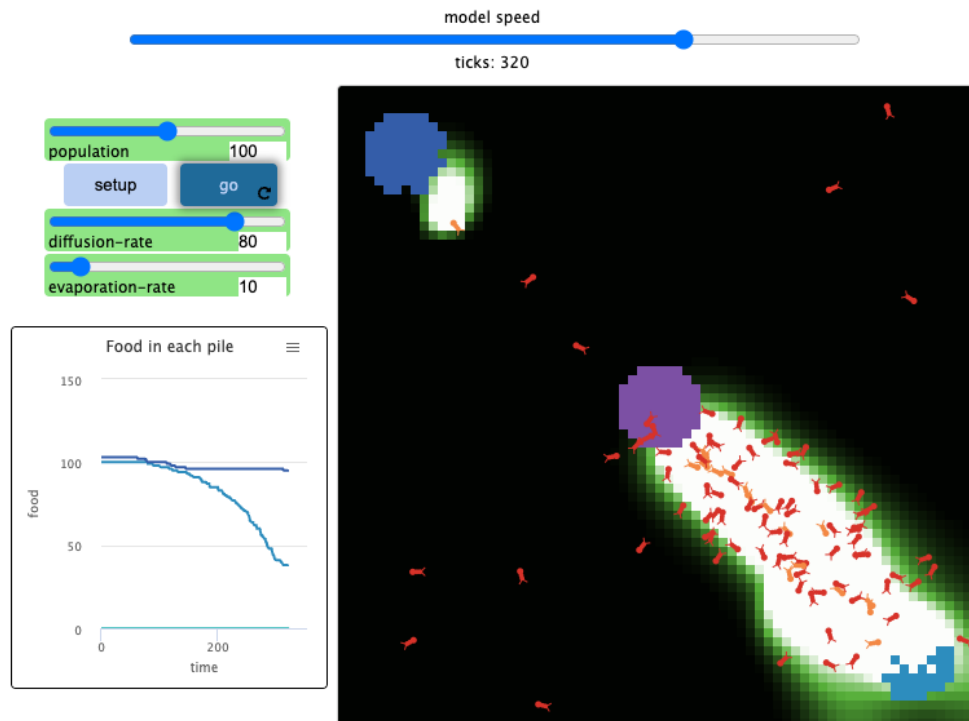 model speed
ticks: 320
population 100
setup go
diffusion-rate 80
evaporation-rate 10
Food in each pile
150
100
50
0
food
0 200
time